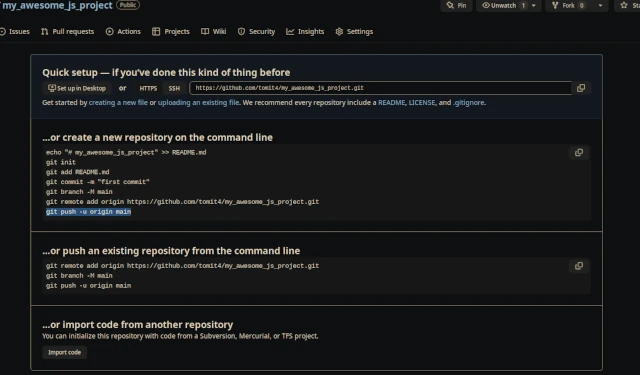 my_awesome_js_project Public
Pin Unwatch 1 Fork 0
Issues Pull requests Actions Projects Wiki Security Insights Settings
Quick setup — if you've done this kind of thing before
Set up in Desktop or HTTPS SSH https://github.com/tomit4/my_awesome_js_project.git
Get started by creating a new file or uploading an existing file. We recommend every repository include a README, LICENSE, and .gitignore.
...or create a new repository on the command line
echo "# my_awesome_js_project" >> README.md
git init
git add README.md
git commit -m "first commit"
git branch -M main
git remote add origin https://github.com/tomit4/my_awesome_js_project.git
git push -u origin main
...or push an existing repository from the command line
git remote add origin https://github.com/tomit4/my_awesome_js_project.git
git branch -M main
git push -u origin main
...or import code from another repository
You can initialize this repository with code from a Subversion, Mercurial, or TFS project.
Import code